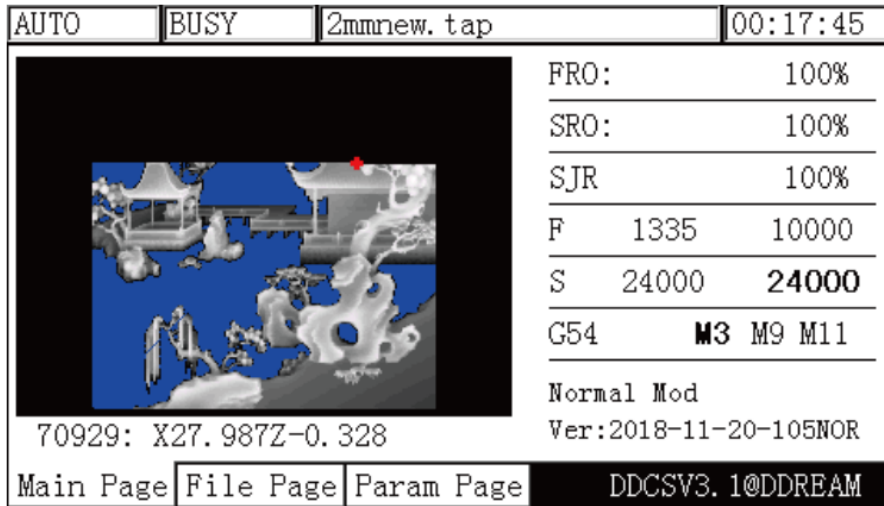 AUTO BUSY 2mmnew.tap 00:17:45
FRO: 100%
SRO: 100%
SJR 100%
F 1335 10000
S 24000 24000
G54 M3 M9 M11
Normal Mod
Ver:2018-11-20-105NOR
70929: X27.987Z-0.328
Main Page File Page Param Page DDCSV3.1@DDREAM